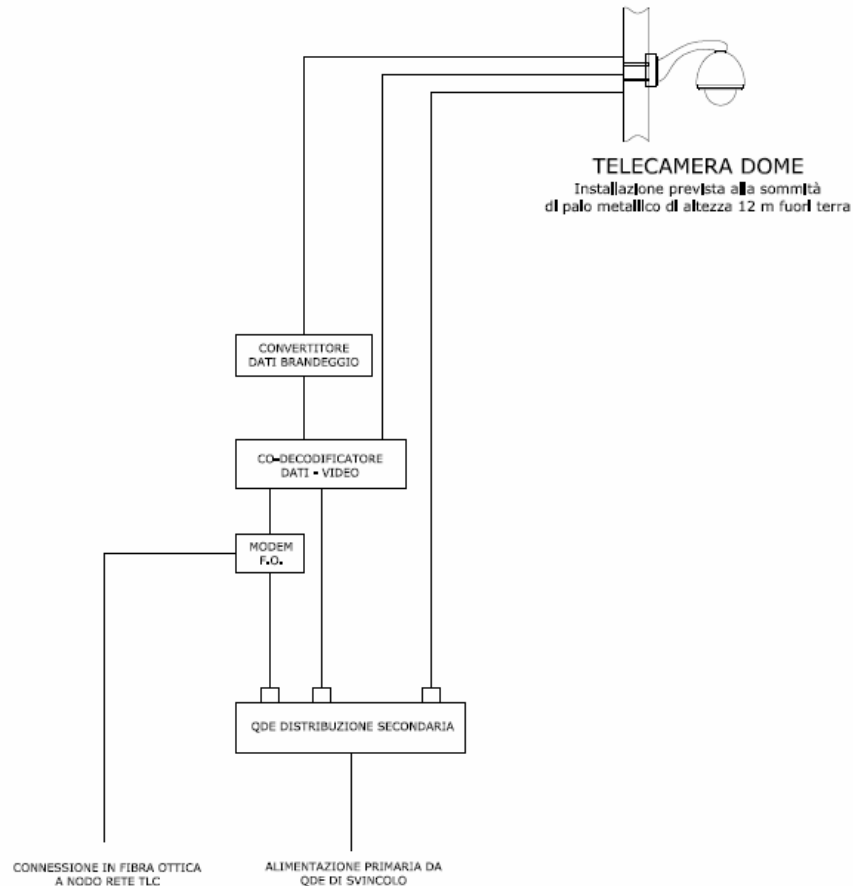 TELECAMERA DOME
Installazione prevista alla sommità
di palo metallico di altezza 12 m fuori terra
CONVERTITORE
DATI BRANDEGGIO
CO-DECODIFICATORE
DATI - VIDEO
MODEM
F.O.
QDE DISTRIBUZIONE SECONDARIA
CONNESSIONE IN FIBRA OTTICA
A NODO RETE TLC
ALIMENTAZIONE PRIMARIA DA
QDE DI SVINCOLO